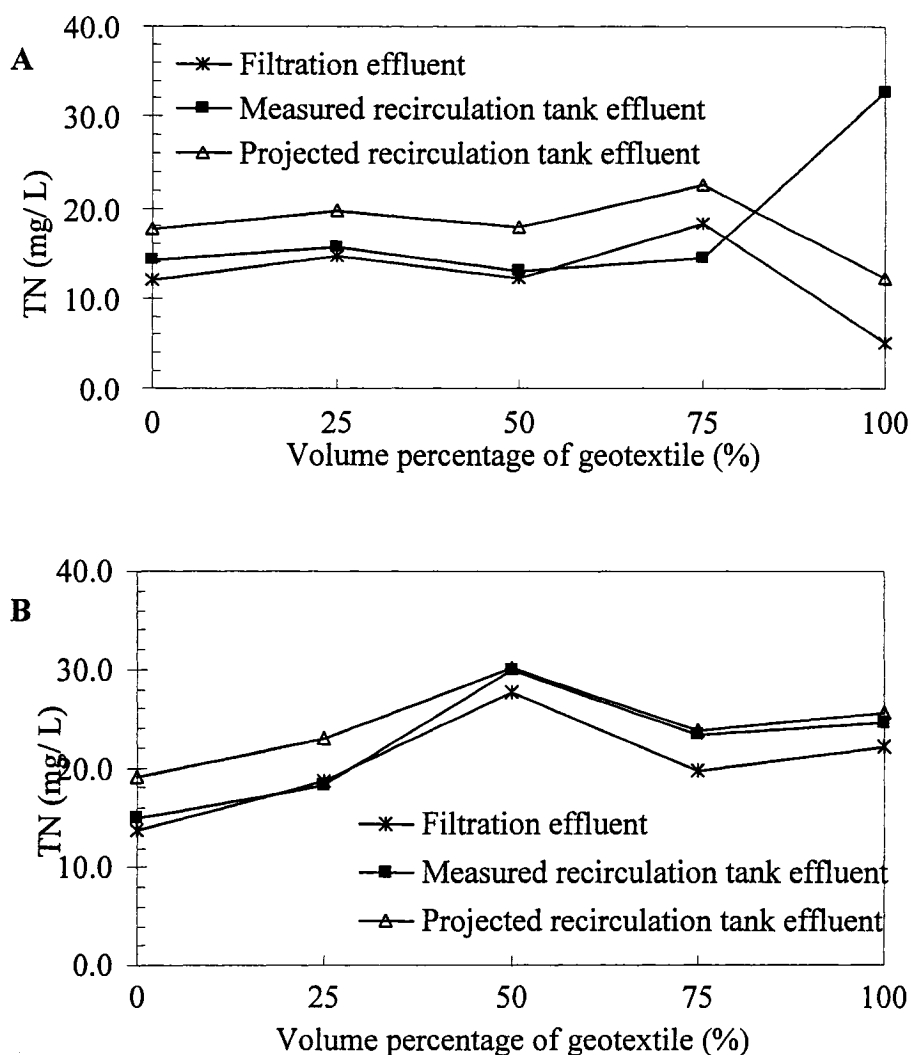 A
40.0
30.0
20.0
10.0
0.0
TN (mg/ L)
Filtration effluent
Measured recirculation tank effluent
Projected recirculation tank effluent
0 25 50 75 100
Volume percentage of geotextile (%)
B
40.0
30.0
20.0
10.0
0.0
TN (mg/ L)
Filtration effluent
Measured recirculation tank effluent
Projected recirculation tank effluent
0 25 50 75 100
Volume percentage of geotextile (%)